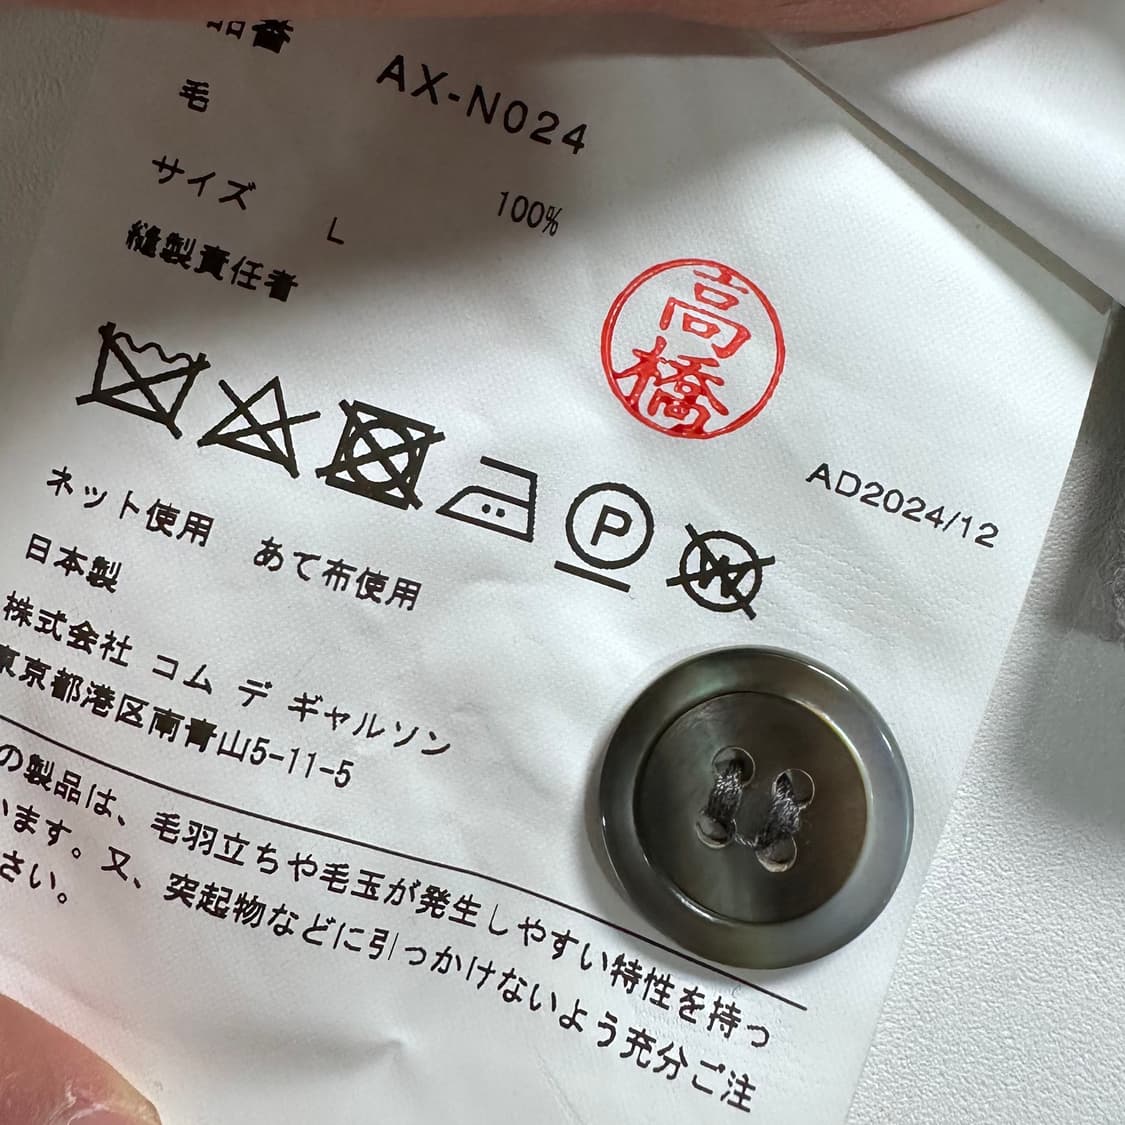 品番 AX-N024
毛 100%
サイズ L
縫製責任者
高橋
AD2024/12
P
W
ネット使用 あて布使用
日本製
株式会社 コム デ ギャルソン
東京都港区南青山5-11-5
の製品は、毛羽立ちや毛玉が発生しやすい特性を持つ
います。又、突起物などに引っかけないよう充分ご注
さい。